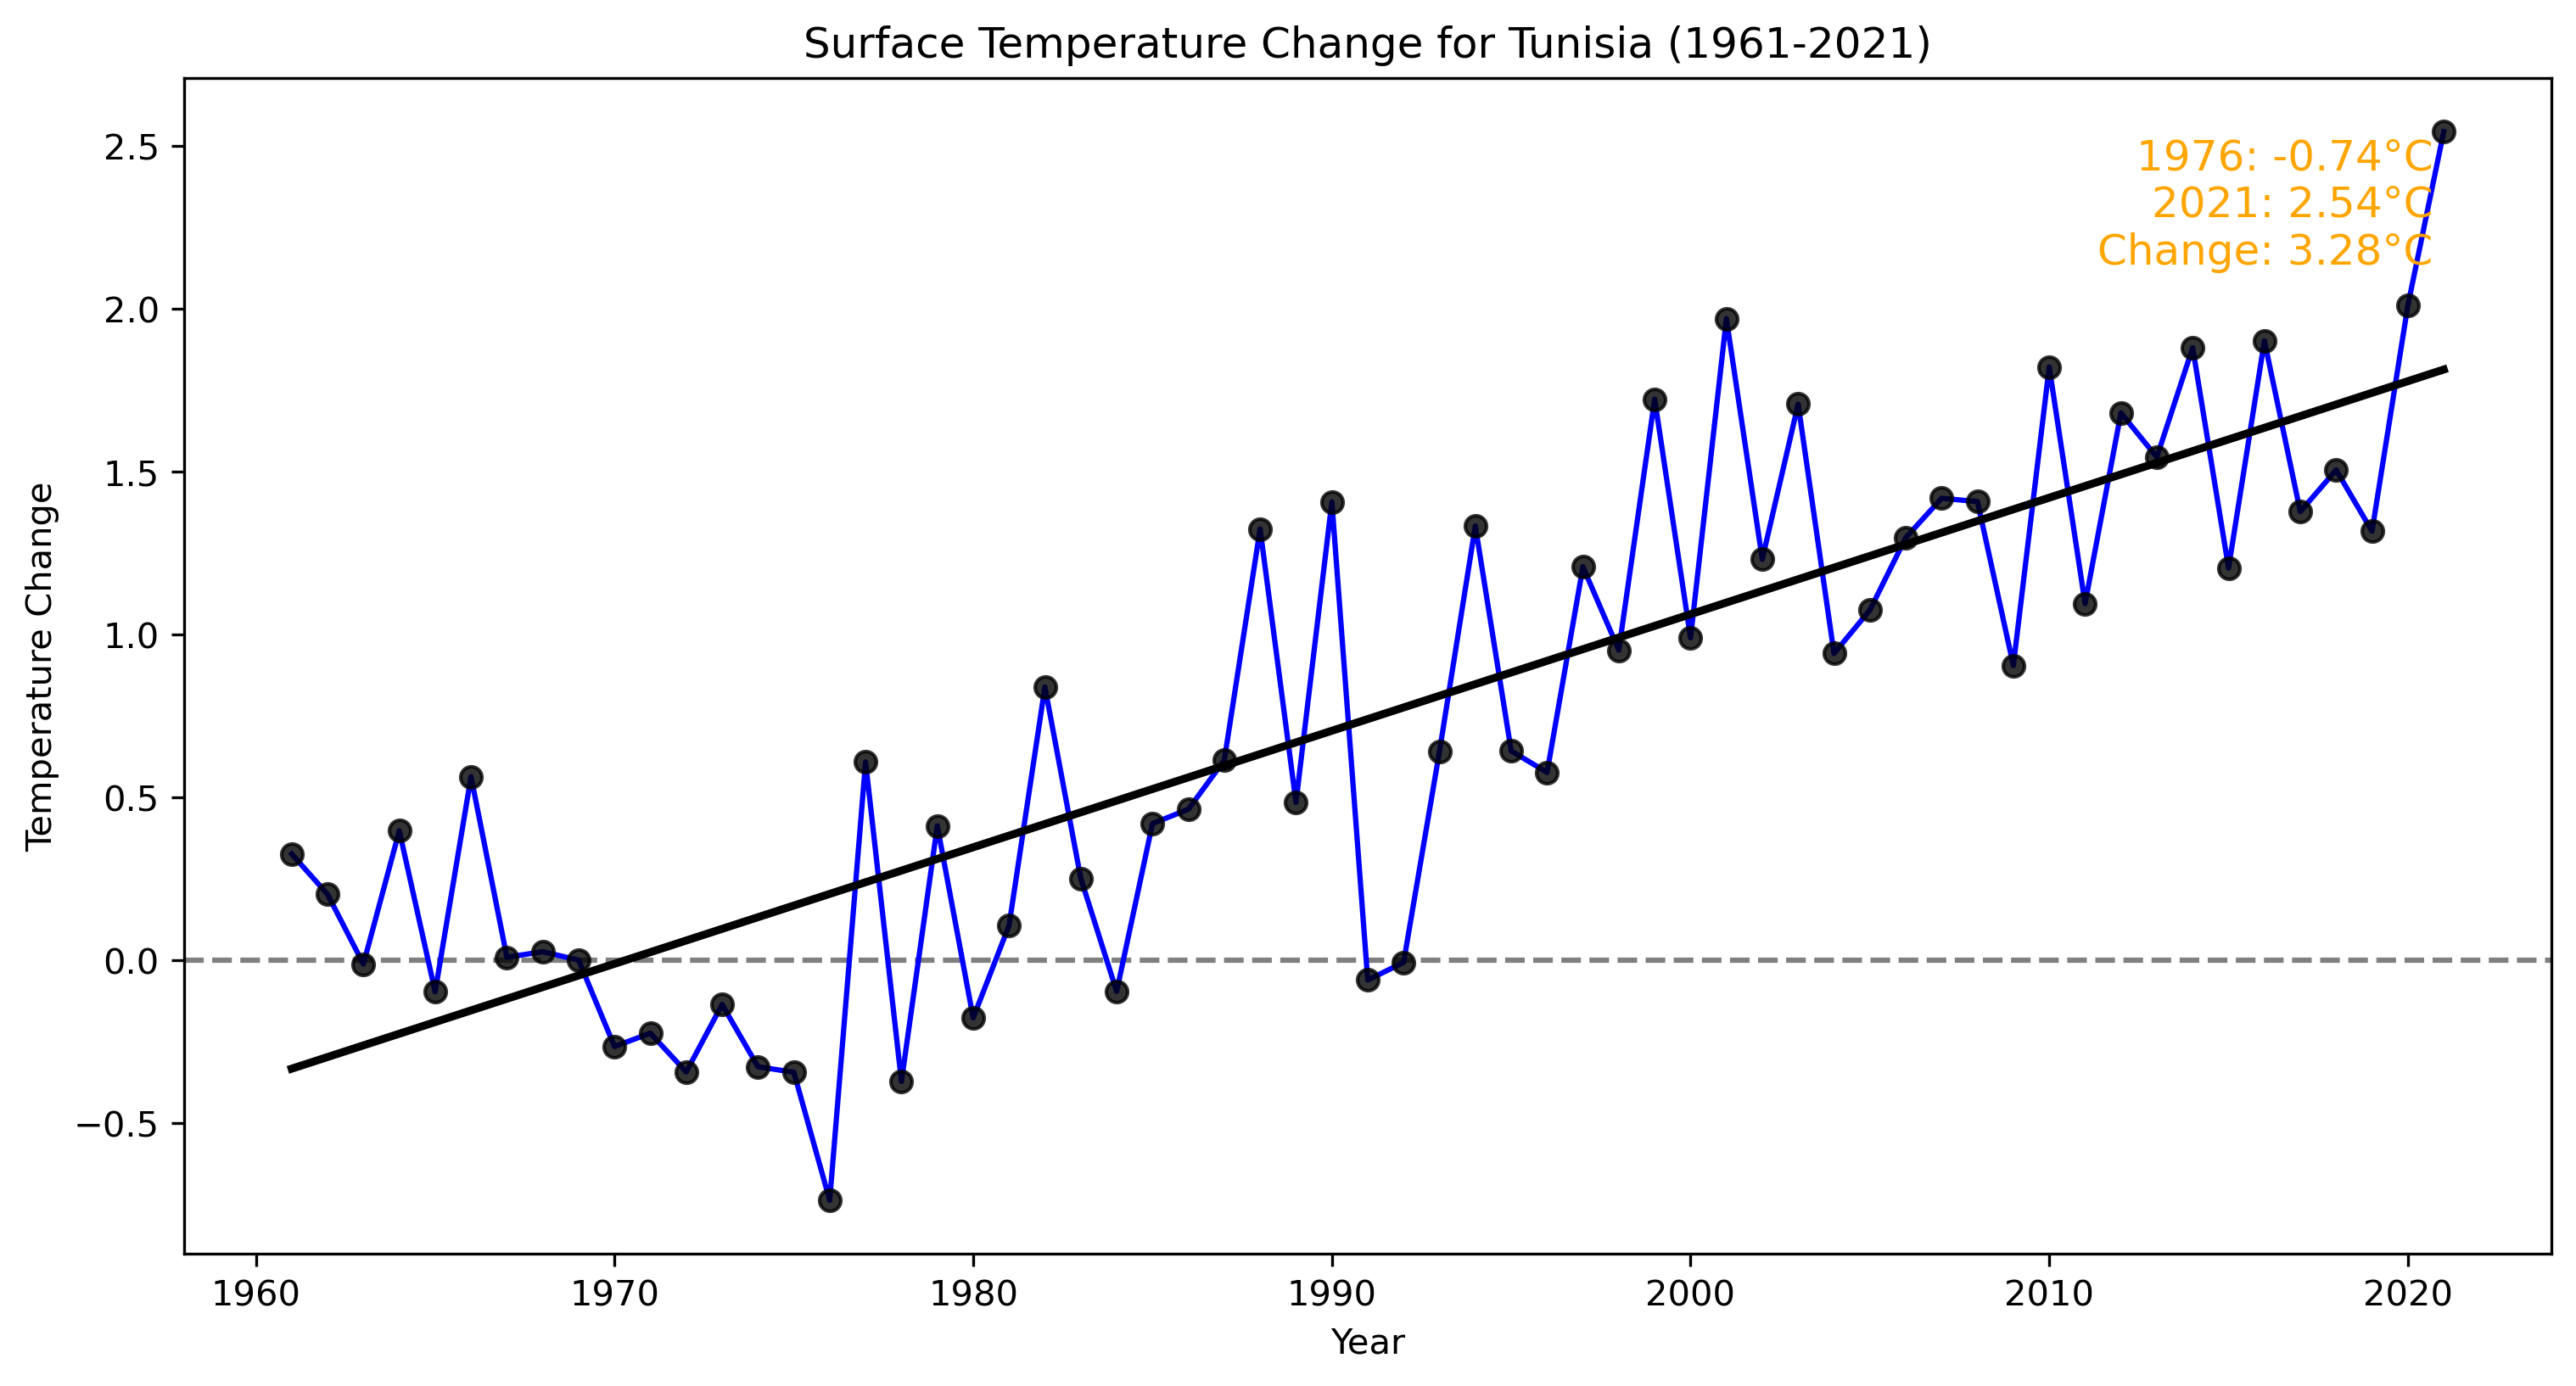 Surface Temperature Change for Tunisia (1961-2021)
1976: -0.74°C
2021: 2.54°C
Change: 3.28°C
Temperature Change
2.5
2.0
1.5
1.0
0.5
0.0
−0.5
1960 1970 1980 1990 2000 2010 2020
Year